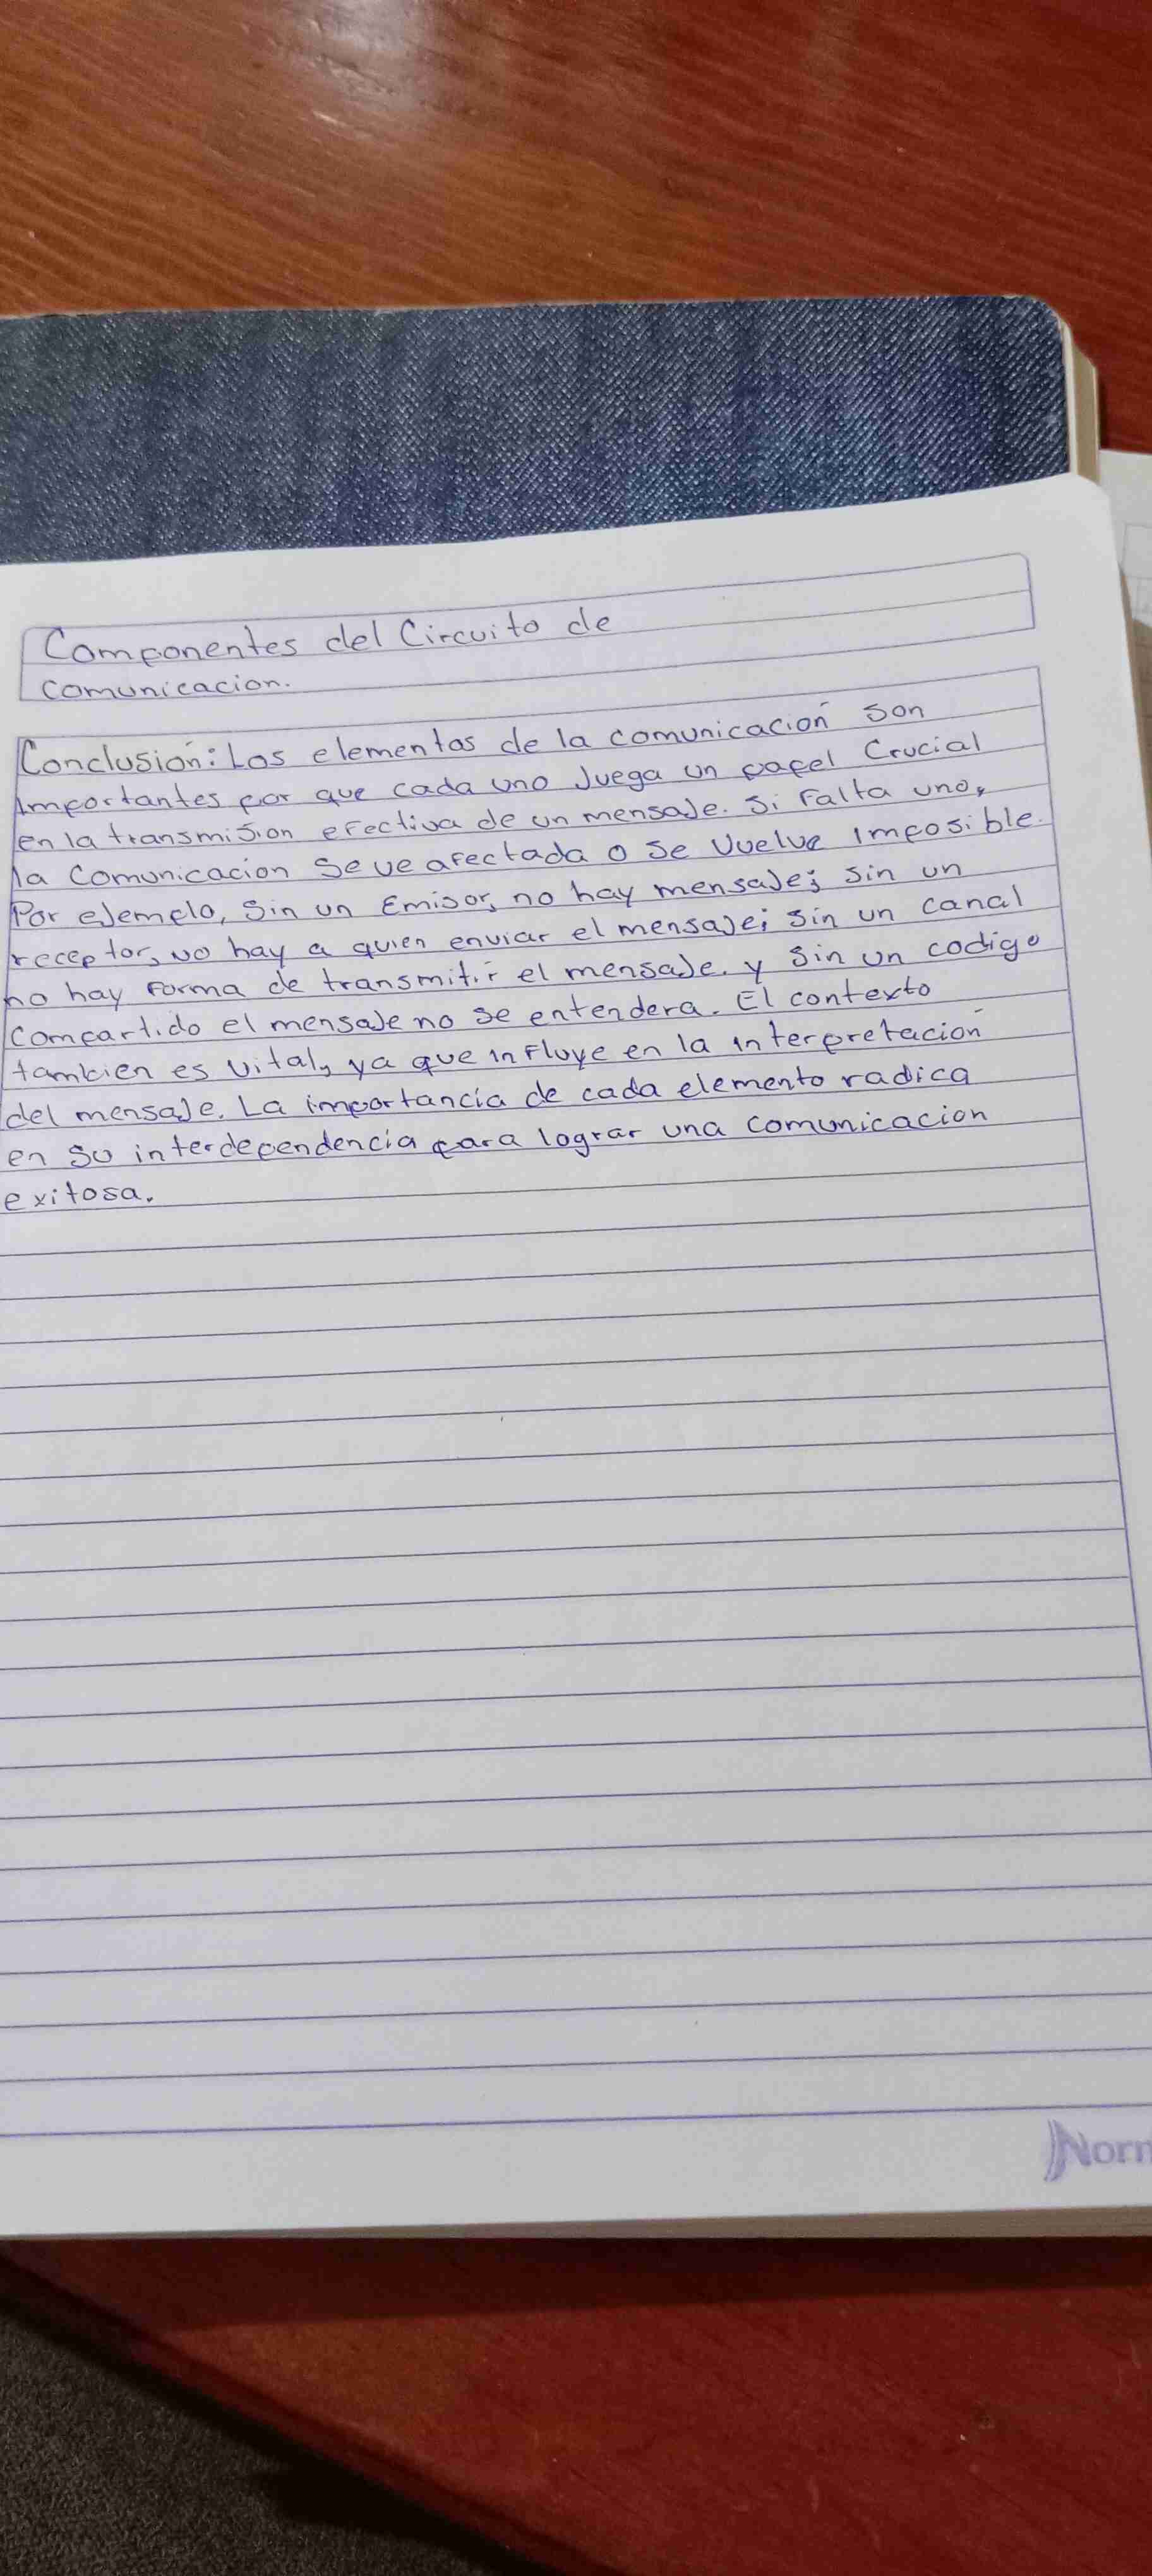 Componentes del Circuito de
comunicacion.
Conclusión: Los elementos de la comunicación son
importantes por que cada uno Juega un papel Crucial
en la transmisión efectiva de un mensaje. Si Falta uno,
la Comunicacion se ve afectada o se Vuelve Imposible.
Por ejemplo, Sin un Emisor, no hay mensaje; sin un
receptor, no hay a quien enviar el mensaje; sin un canal
no hay Forma de transmitir el mensaje. y Sin un codigo
compartido el mensaje no se entendera. El contexto
tambien es vital, ya que inFluye en la interpretación
del mensaje. La importancia de cada elemento radica
en su interdependencia para lograr una comunicacion
exitosa.
Norm